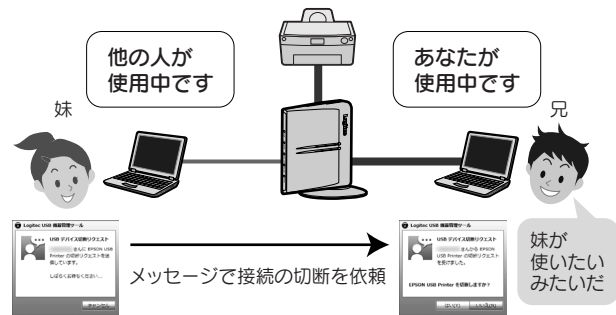 他の人が
使用中です
あなたが
使用中です
妹
兄
Logitec
Logitec USB 機器管理ツール
USB デバイス切断リクエスト
さんに EPSON USB
Printer の切断リクエストを送
信しています。
しばらくお待ちください...
キャンセル
メッセージで接続の切断を依頼
Logitec USB 機器管理ツール
USB デバイス切断リクエスト
さんから EPSON
USB Printer の切断リクエスト
を受けました。
EPSON USB Printer を切断しますか?
はい(Y)
いいえ(N)
妹が
使いたい
みたいだ